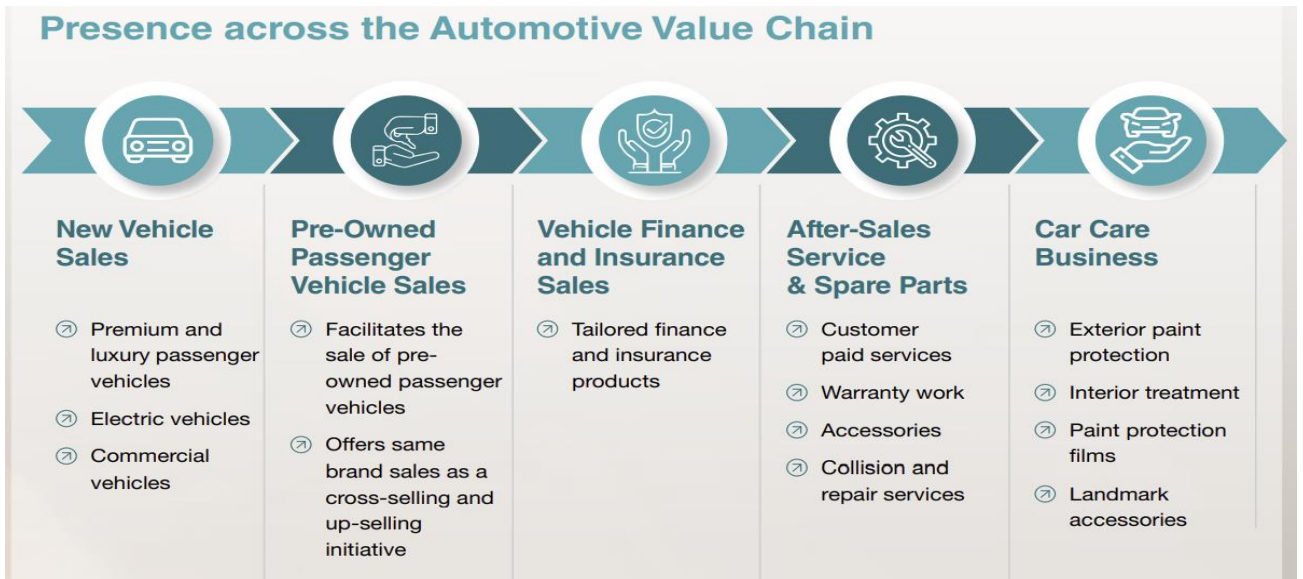 Presence across the Automotive Value Chain
New Vehicle
Sales
Premium and
luxury passenger
vehicles
Electric vehicles
Commercial
vehicles
Pre-Owned
Passenger
Vehicle Sales
Facilitates the
sale of pre-
owned passenger
vehicles
Offers same
brand sales as a
cross-selling and
up-selling
initiative
Vehicle Finance
and Insurance
Sales
Tailored finance
and insurance
products
After-Sales
Service
& Spare Parts
Customer
paid services
Warranty work
Accessories
Collision and
repair services
Car Care
Business
Exterior paint
protection
Interior treatment
Paint protection
films
Landmark
accessories